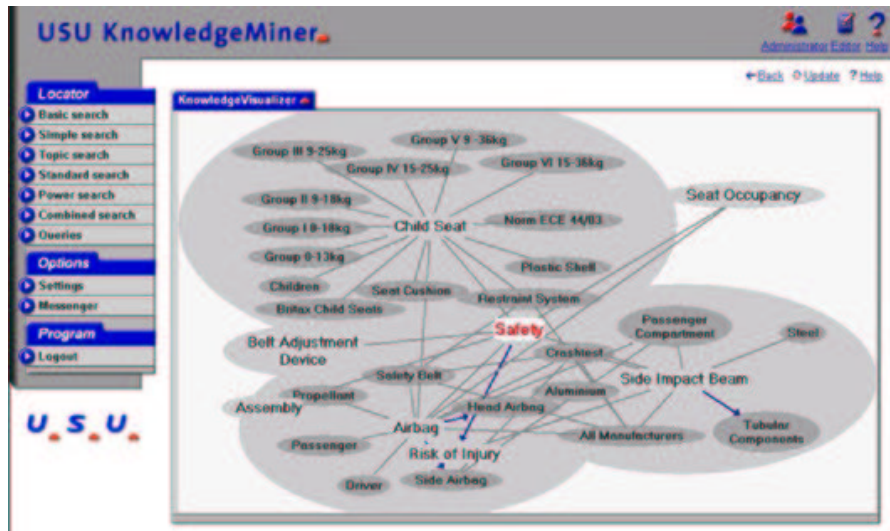 USU KnowledgeMiner
Administrator Editor Help
Back Update ? Help
Locator
Basic search
Simple search
Topic search
Standard search
Power search
Combined search
Queries
Options
Settings
Messenger
Program
Logout
U_S_U_
KnowledgeVisualizer
Group V 9-36kg
Group III 9-25kg
Group IV 15-25kg
Group VI 15-36kg
Group II 9-18kg
Seat Occupancy
Child Seat
Norm ECE 44/03
Group I 8-18kg
Group 0-13kg
Plastic Shell
Children
Seat Cushion
Restraint System
Britax Child Seats
Safety
Passenger
Compartment
Steel
Belt Adjustment
Device
Crashtest
Safety Belt
Side Impact Beam
Propellant
Aluminium
Assembly
Head Airbag
Airbag
All Manufacturers
Tubular
Components
Passenger
Risk of Injury
Driver
Side Airbag